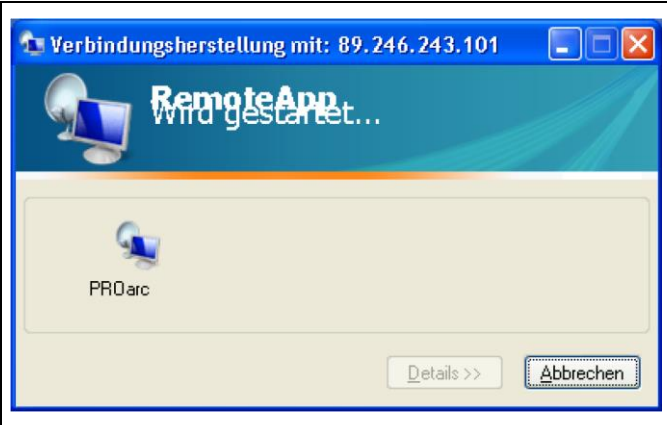 Verbindungsherstellung mit: 89.246.243.101
RemoteApp
Wird gestartet...
PROarc
Details >>
Abbrechen